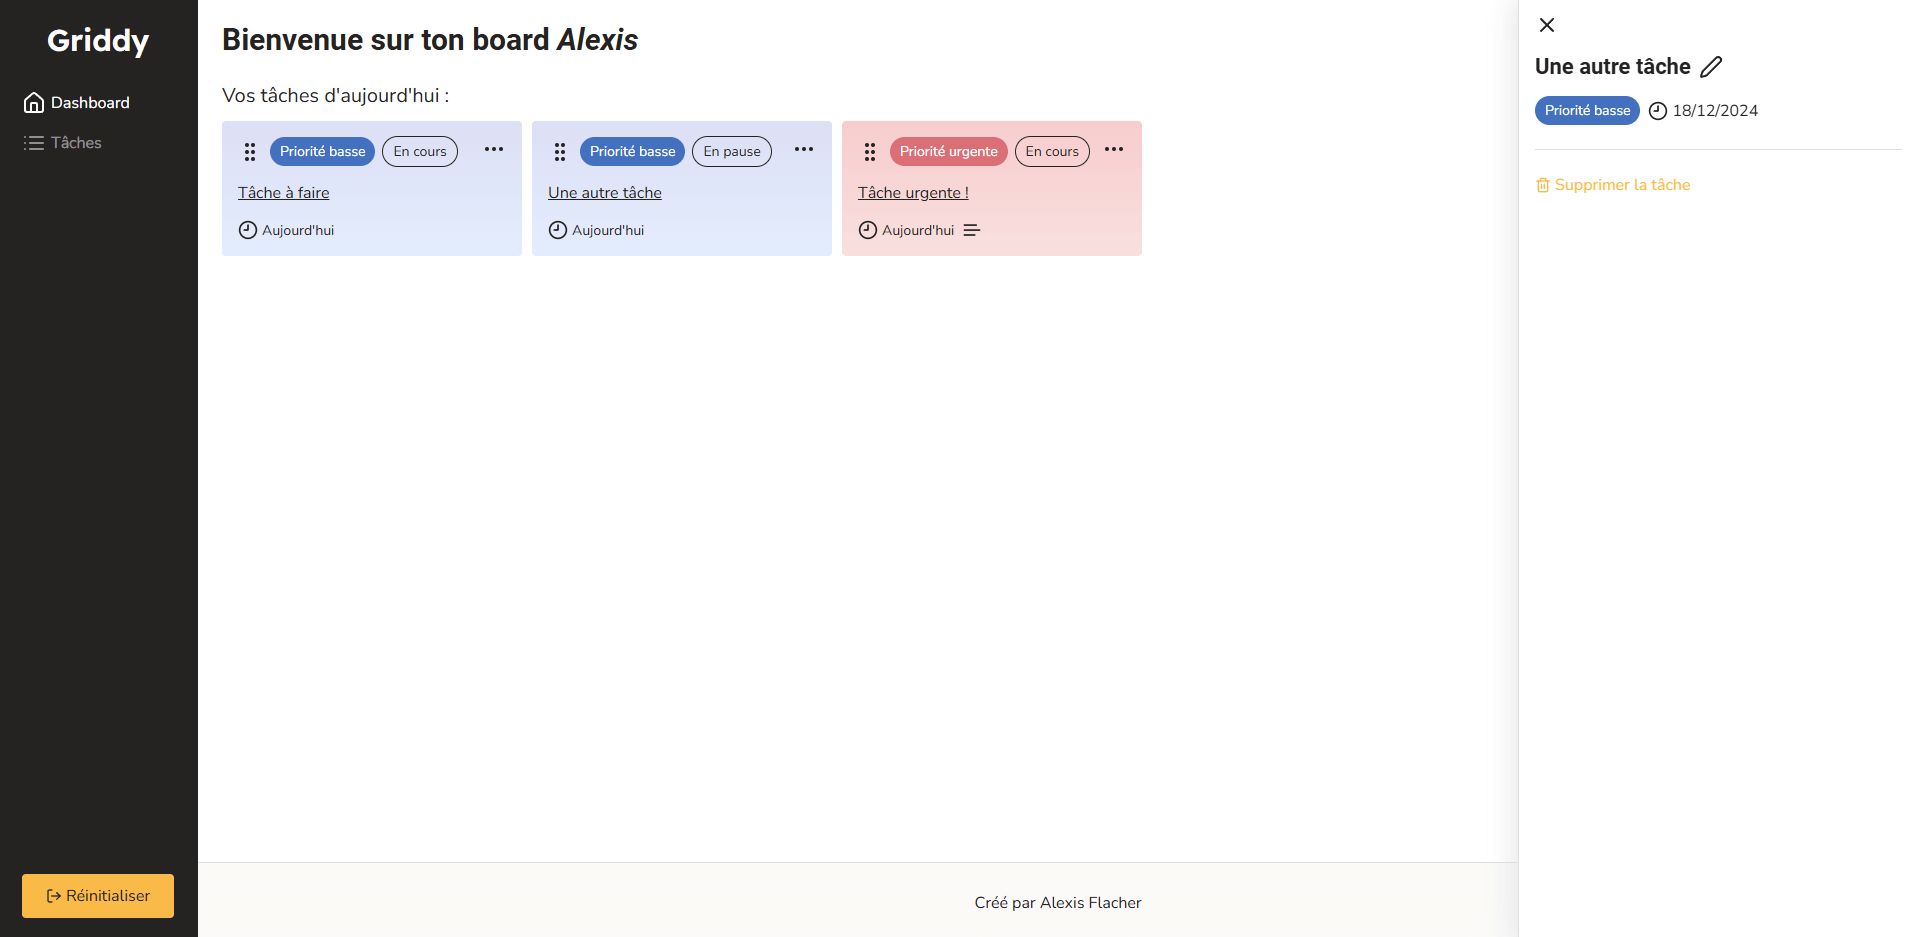 Griddy
Dashboard
Tâches
Réinitialiser
Bienvenue sur ton board Alexis
Vos tâches d'aujourd'hui :
Priorité basse En cours
Tâche à faire
Aujourd'hui
Priorité basse En pause
Une autre tâche
Aujourd'hui
Priorité urgente En cours
Tâche urgente !
Aujourd'hui
Créé par Alexis Flacher
Une autre tâche
Priorité basse 18/12/2024
Supprimer la tâche